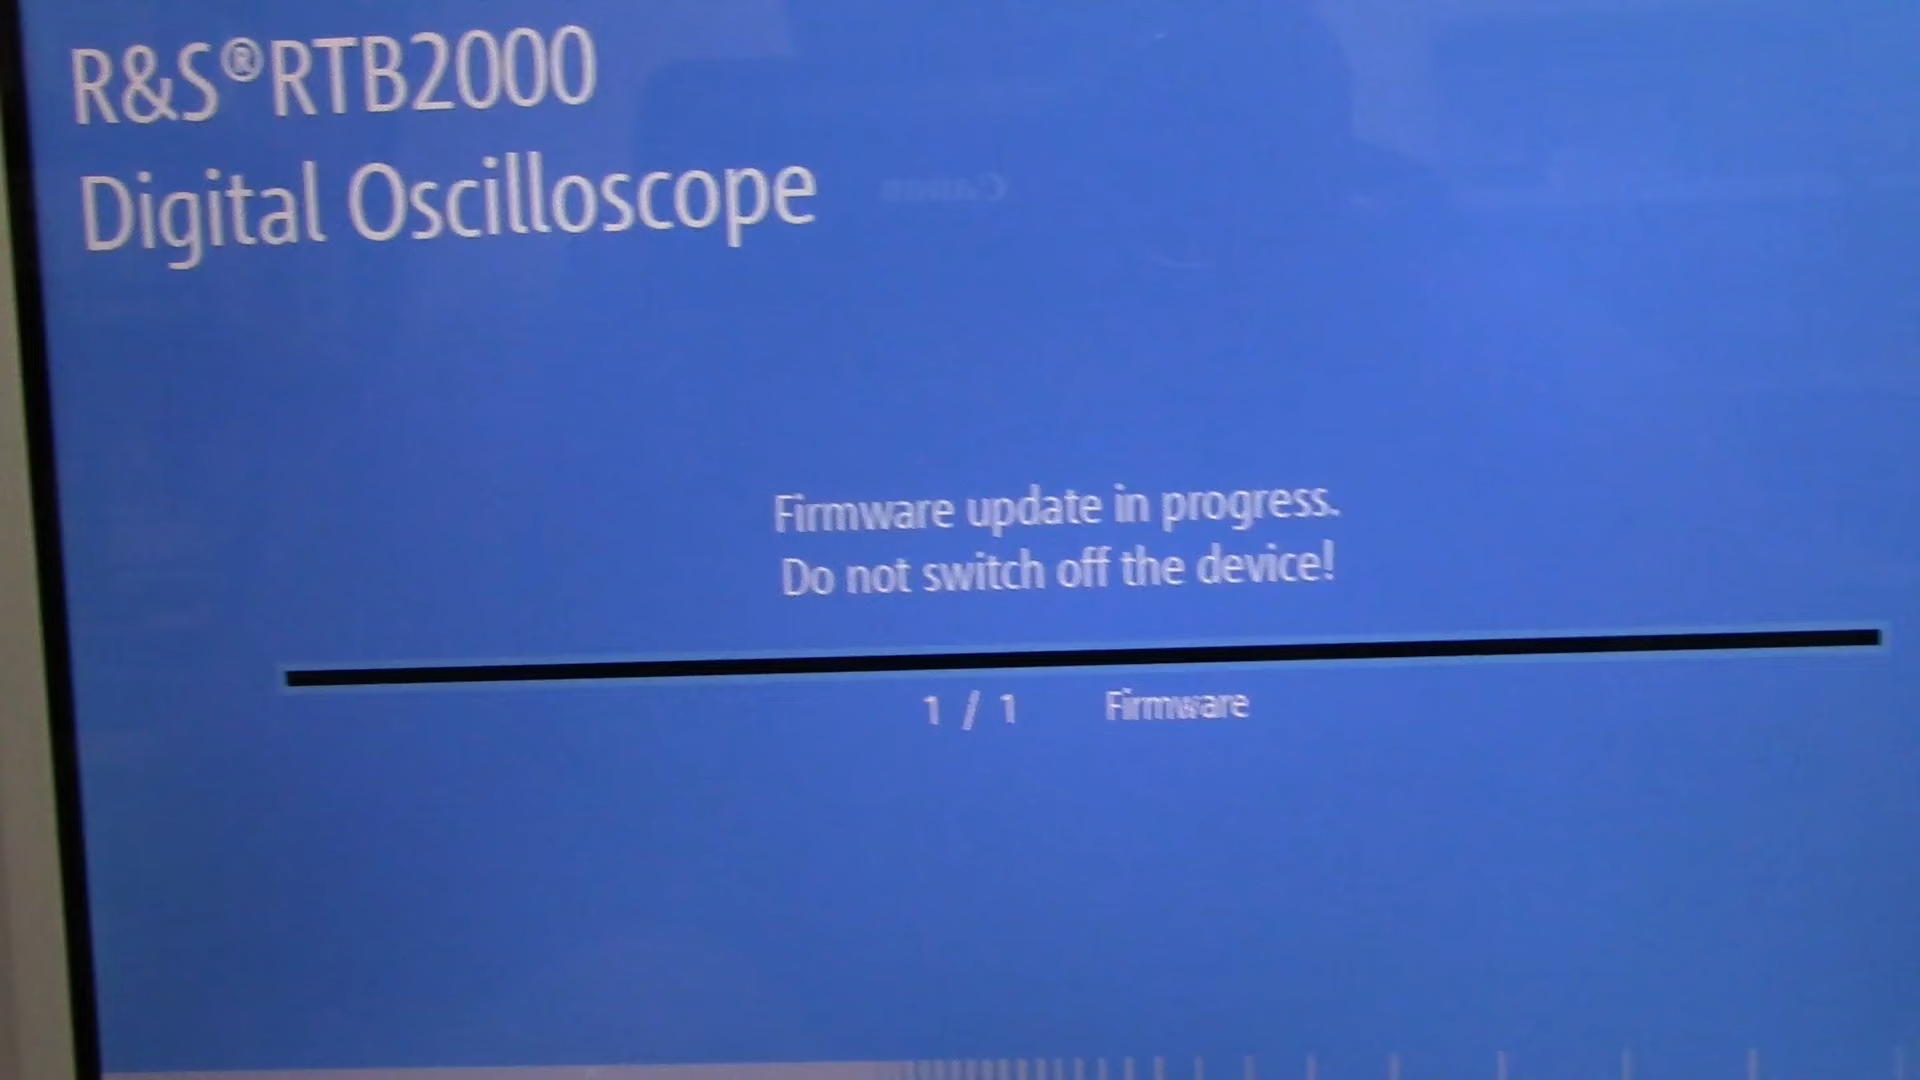 R&S®RTB2000
Digital Oscilloscope
Firmware update in progress.
Do not switch off the device!
1 / 1 Firmware